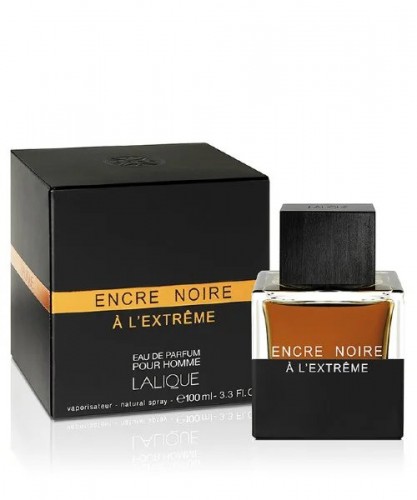 ENCRE NOIRE
À L'EXTRÊME
EAU DE PARFUM
POUR HOMME
LALIQUE
vaporisateur - natural spray - ℮100 ml - 3.3 FL.O
LALIQUE
ENCRE NOIRE
À L'EXTRÊME